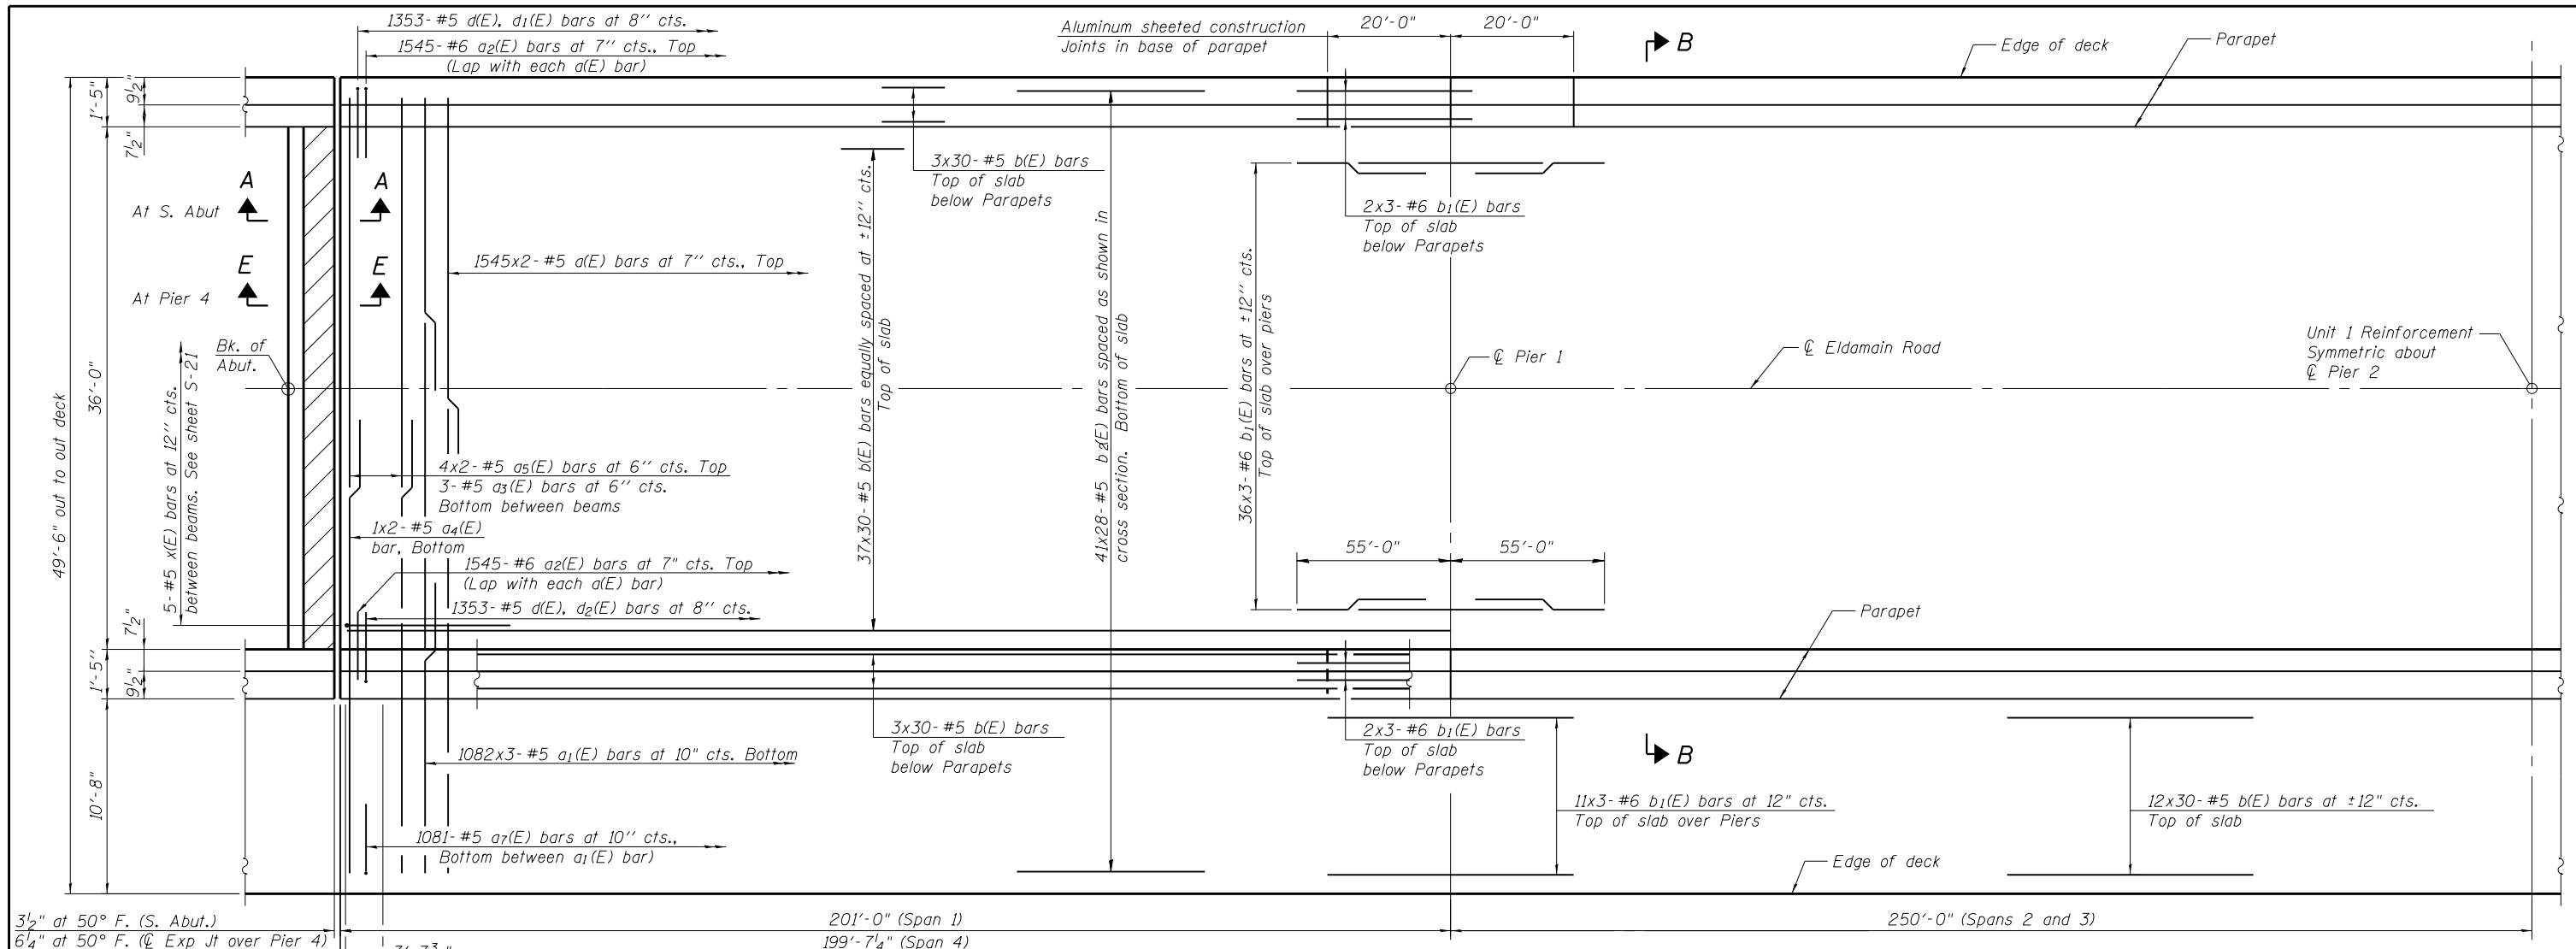 1353- #5 d(E), d1(E) bars at 8'' cts.
1545- #6 a2(E) bars at 7'' cts., Top
(Lap with each a(E) bar)
Aluminum sheeted construction
Joints in base of parapet
20'-0"
20'-0"
B
Edge of deck
Parapet
1'-5"
9 1/2"
7 1/2"
3x30- #5 b(E) bars
Top of slab
below Parapets
2x3- #6 b1(E) bars
Top of slab
below Parapets
A
A
At S. Abut
E
E
At Pier 4
1545x2- #5 a(E) bars at 7'' cts., Top
49'-6" out to out deck
36'-0"
5- #5 x(E) bars at 12'' cts.
between beams. See sheet S-21
Bk. of
Abut.
37x30- #5 b(E) bars equally spaced at ±12'' cts.
Top of slab
41x28- #5 b2(E) bars spaced as shown in
cross section. Bottom of slab
36x3- #6 b1(E) bars at ±12'' cts.
Top of slab over piers
℄ Pier 1
℄ Eldamain Road
Unit 1 Reinforcement
Symmetric about
℄ Pier 2
4x2- #5 a5(E) bars at 6'' cts. Top
3- #5 a3(E) bars at 6'' cts.
Bottom between beams
1x2- #5 a4(E)
bar, Bottom
1545- #6 a2(E) bars at 7" cts. Top
(Lap with each a(E) bar)
1353- #5 d(E), d2(E) bars at 8'' cts.
55'-0"
55'-0"
Parapet
7 1/2"
1'-5''
9 1/2"
10'-8"
3x30- #5 b(E) bars
Top of slab
below Parapets
2x3- #6 b1(E) bars
Top of slab
below Parapets
B
1082x3- #5 a1(E) bars at 10" cts. Bottom
11x3- #6 b1(E) bars at 12" cts.
Top of slab over Piers
12x30- #5 b(E) bars at ±12" cts.
Top of slab
1081- #5 a7(E) bars at 10'' cts.,
Bottom between a1(E) bar)
Edge of deck
3 1/2" at 50° F. (S. Abut.)
6 1/4" at 50° F. (℄ Exp Jt over Pier 4)
201'-0" (Span 1)
199'-7 1/4" (Span 4)
250'-0" (Spans 2 and 3)